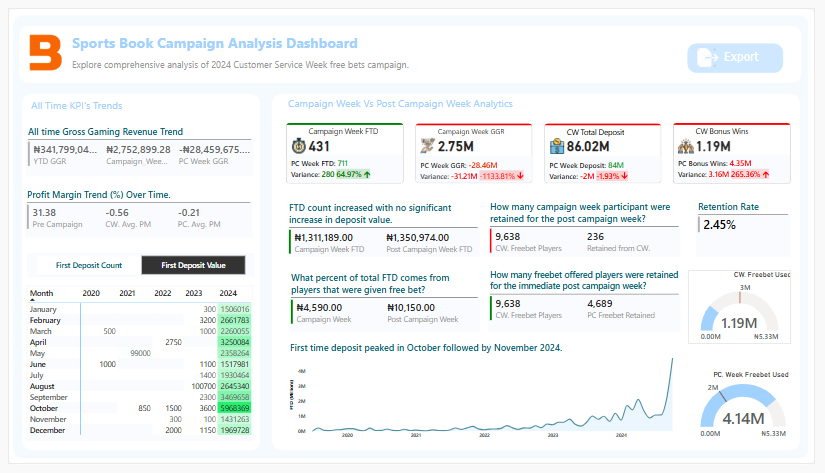 B
Sports Book Campaign Analysis Dashboard
Explore comprehensive analysis of 2024 Customer Service Week free bets campaign.
Export
All Time KPI's Trends
All time Gross Gaming Revenue Trend
₦341,799,04... ₦2,752,899.28 -₦28,459,675....
YTD GGR Campaign_Wee... PC Week GGR
Profit Margin Trend (%) Over Time.
31.38 -0.56 -0.21
Pre Campaign CW. Avg. PM PC. Avg. PM
First Deposit Count First Deposit Value
Month 2020 2021 2022 2023 2024
January 300 1506016
February 3200 2661783
March 500 1000 2260055
April 2750 3250084
May 99000 2358264
June 1000 1100 1517981
July 1400 1930464
August 100700 2645340
September 2300 3469658
October 850 1500 3600 5968369
November 300 100 1431263
December 2000 1150 1969728
Campaign Week Vs Post Campaign Week Analytics
Campaign Week FTD
431
PC Week FTD: 711
Variance: 280 64.97%
Campaign Week GGR
2.75M
PC Week GGR: -28.46M
Variance: -31.21M -1133.81%
CW Total Deposit
86.02M
PC Week Deposit: 84M
Variance: -2M -1.93%
CW Bonus Wins
1.19M
PC Bonus Wins: 4.35M
Variance: 3.16M 265.36%
FTD count increased with no significant
increase in deposit value.
₦1,311,189.00 ₦1,350,974.00
Campaign Week FTD Post Campaign Week FTD
How many campaign week participant were
retained for the post campaign week?
9,638 236
CW. Freebet Players Retained from CW.
Retention Rate
2.45%
What percent of total FTD comes from
players that were given free bet?
₦4,590.00 ₦10,150.00
Campaign Week Post Campaign Week
How many freebet offered players were retained
for the immediate post campaign week?
9,638 4,689
CW. Freebet Players PC Freebet Retained
CW. Freebet Used
3M
1.19M
0.00M ₦5.33M
First time deposit peaked in October followed by November 2024.
FTD (Millions)
4M
3M
2M
1M
0M
2020 2021 2022 2023 2024
PC. Week Freebet Used
2M
4.14M
0.00M ₦5.33M